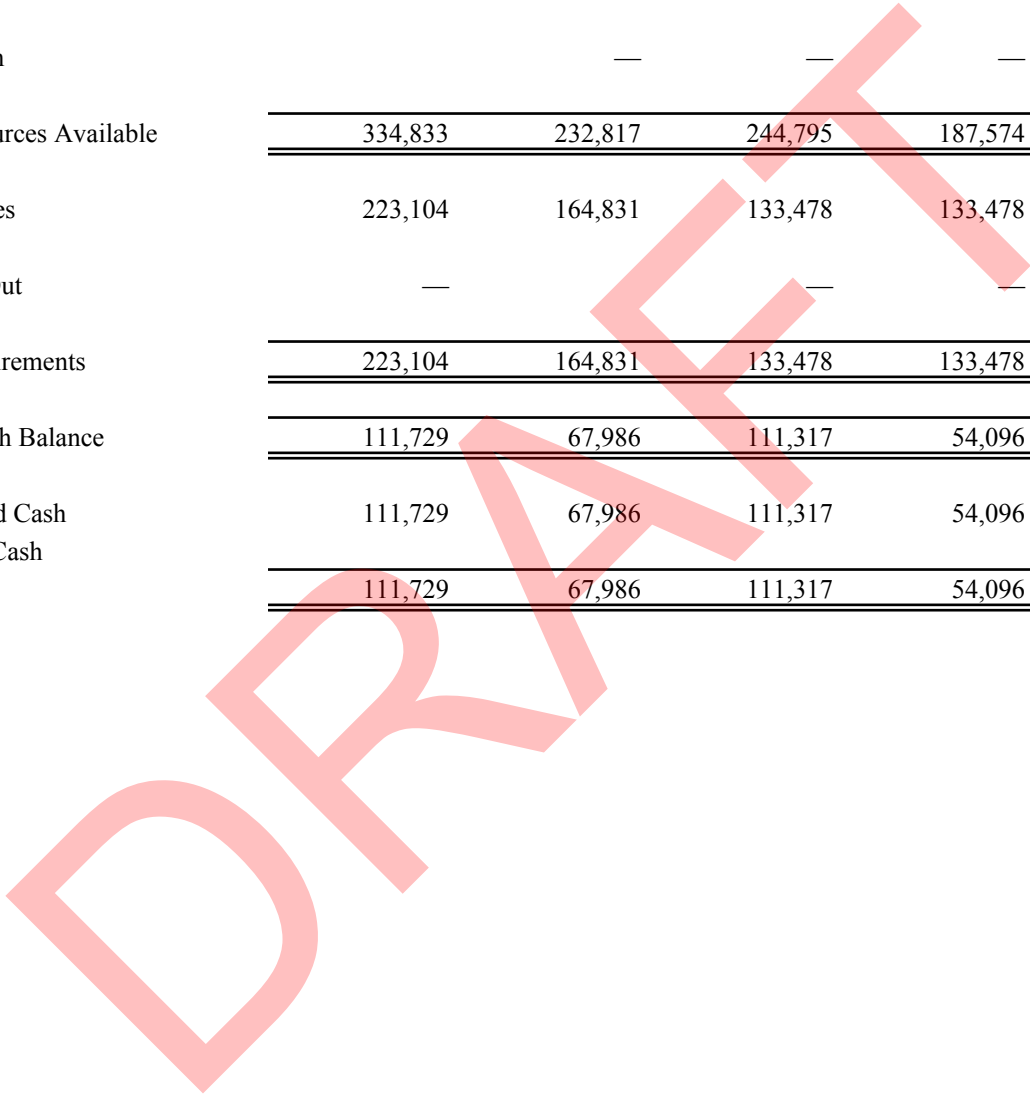 n — — —
urces Available 334,833 232,817 244,795 187,574
es 223,104 164,831 133,478 133,478
Out — — —
irements 223,104 164,831 133,478 133,478
h Balance 111,729 67,986 111,317 54,096
d Cash 111,729 67,986 111,317 54,096
Cash
111,729 67,986 111,317 54,096
DRAFT